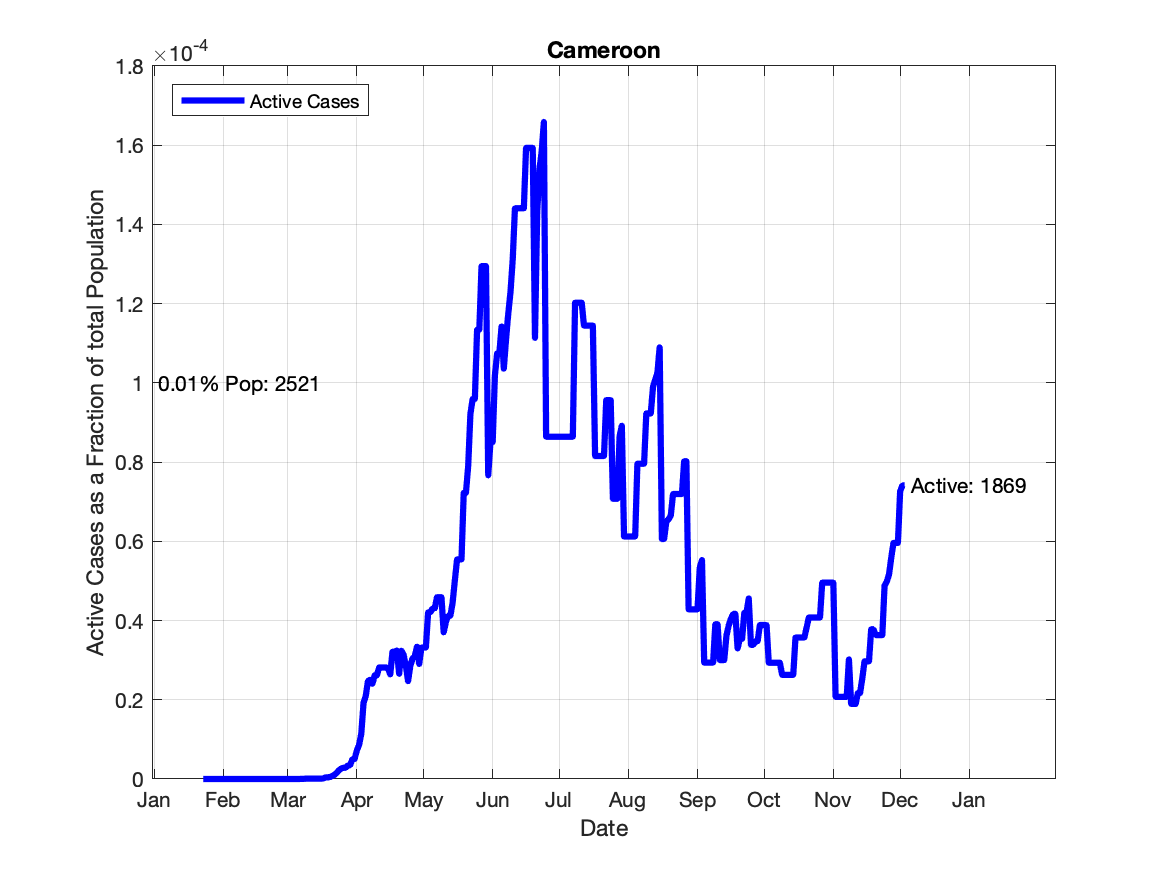 Cameroon
×10-4
Active Cases
1.8
1.6
1.4
1.2
1
0.8
0.6
0.4
0.2
0
Active Cases as a Fraction of total Population
0.01% Pop: 2521
Active: 1869
Jan Feb Mar Apr May Jun Jul Aug Sep Oct Nov Dec Jan
Date